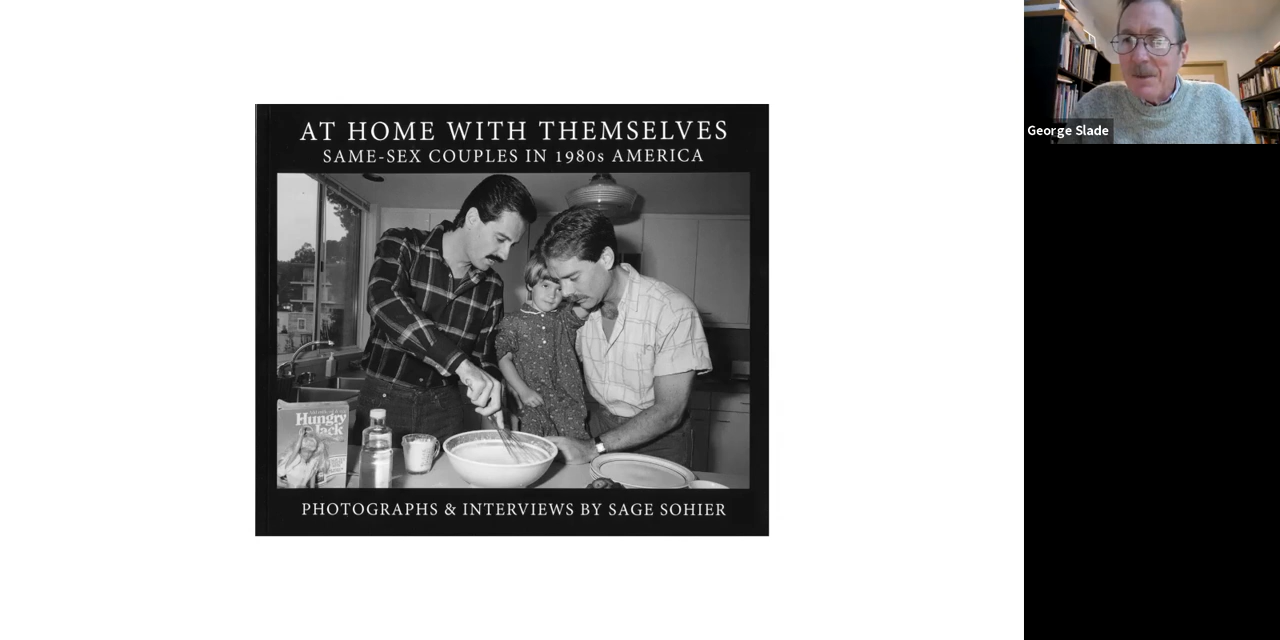 AT HOME WITH THEMSELVES
SAME-SEX COUPLES IN 1980s AMERICA
Hungry
Jack
PHOTOGRAPHS & INTERVIEWS BY SAGE SOHIER
George Slade